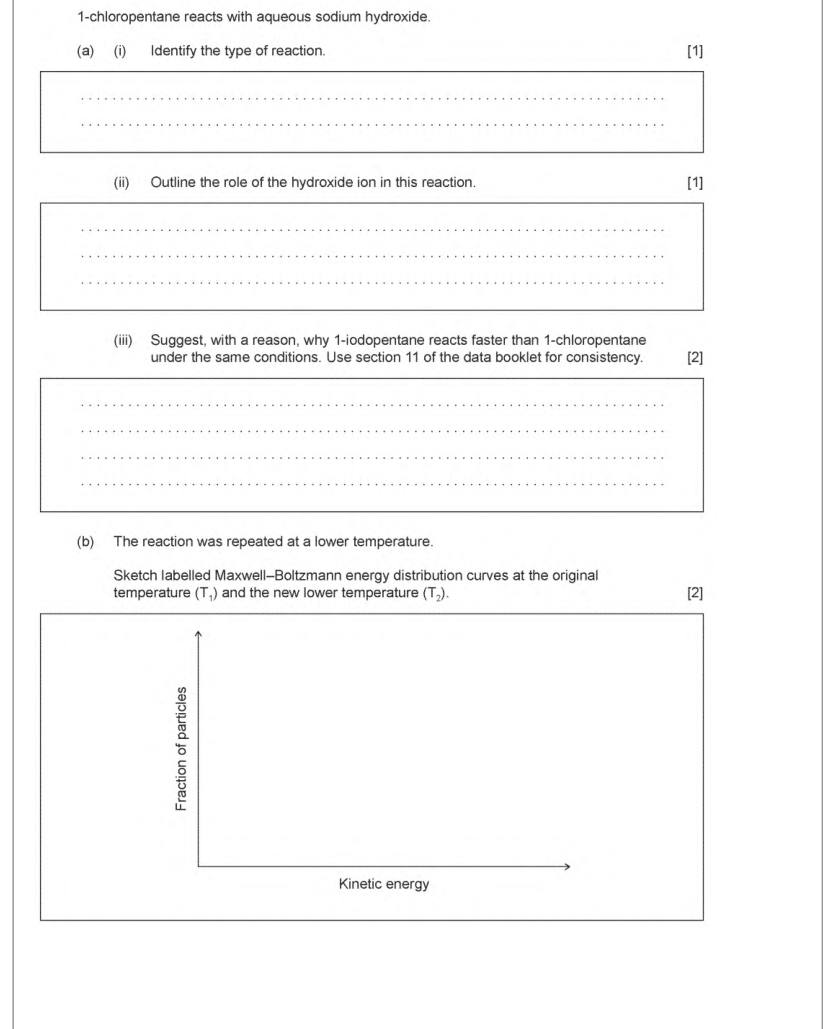 1-chloropentane reacts with aqueous sodium hydroxide.
(a) (i) Identify the type of reaction. [1]
(ii) Outline the role of the hydroxide ion in this reaction. [1]
(iii) Suggest, with a reason, why 1-iodopentane reacts faster than 1-chloropentane
under the same conditions. Use section 11 of the data booklet for consistency. [2]
(b) The reaction was repeated at a lower temperature.
Sketch labelled Maxwell–Boltzmann energy distribution curves at the original
temperature (T₁) and the new lower temperature (T₂). [2]
Fraction of particles
Kinetic energy